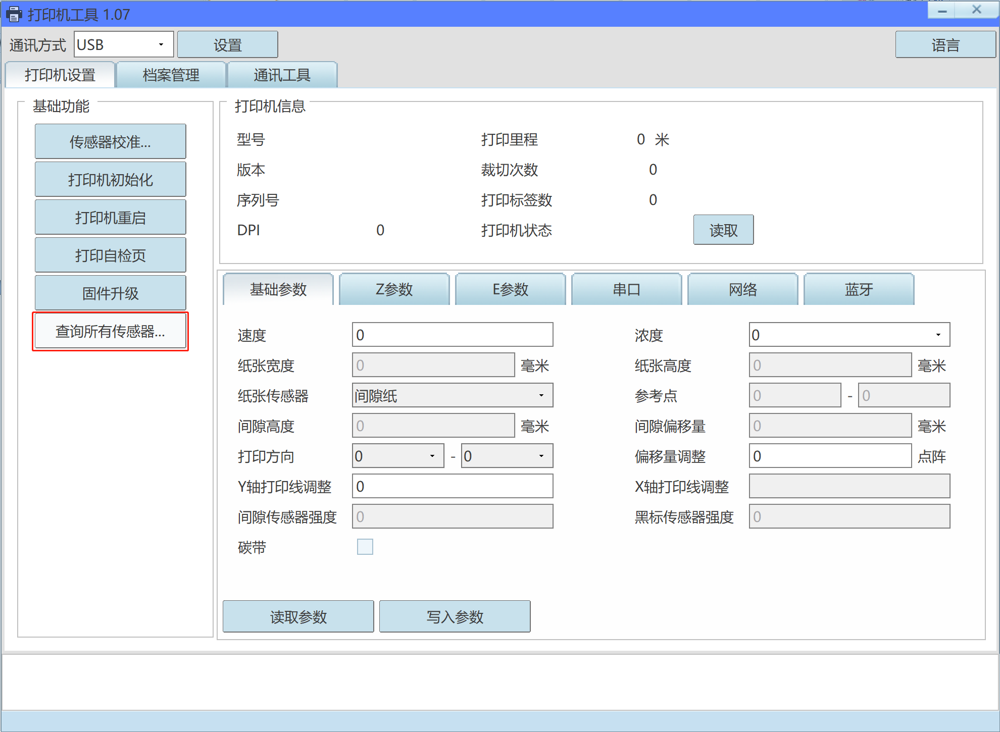 打印机工具 1.07
通讯方式 USB 设置 语言
打印机设置 档案管理 通讯工具
基础功能
传感器校准...
打印机初始化
打印机重启
打印自检页
固件升级
查询所有传感器...
打印机信息
型号 打印里程 0 米
版本 裁切次数 0
序列号 打印标签数 0
DPI 0 打印机状态 读取
基础参数 Z参数 E参数 串口 网络 蓝牙
速度 0 浓度 0
纸张宽度 0 毫米 纸张高度 0 毫米
纸张传感器 间隙纸 参考点 0 - 0
间隙高度 0 毫米 间隙偏移量 0 毫米
打印方向 0 - 0 偏移量调整 0 点阵
Y轴打印线调整 0 X轴打印线调整
间隙传感器强度 0 黑标传感器强度 0
碳带
读取参数 写入参数